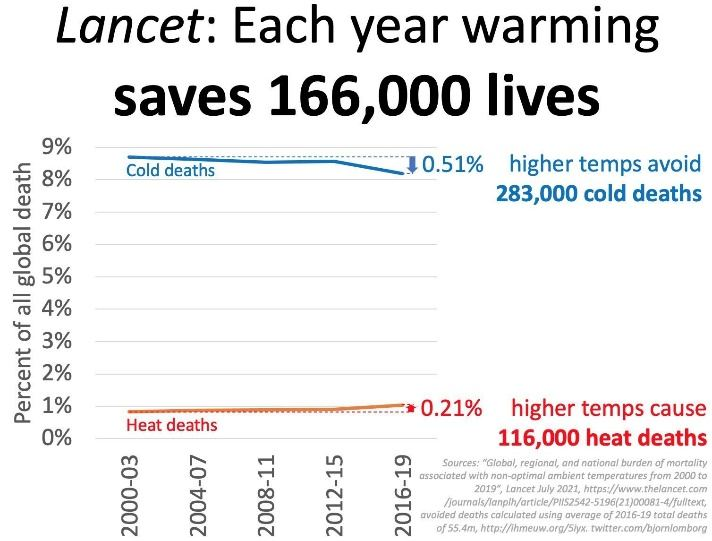 Lancet: Each year warming
saves 166,000 lives
Percent of all global death
9%
8%
7%
6%
5%
4%
3%
2%
1%
0%
Cold deaths
0.51%
higher temps avoid
283,000 cold deaths
Heat deaths
0.21%
higher temps cause
116,000 heat deaths
2000-03
2004-07
2008-11
2012-15
2016-19
Sources: "Global, regional, and national burden of mortality
associated with non-optimal ambient temperatures from 2000 to
2019", Lancet July 2021, https://www.thelancet.com
/journals/lanplh/article/PIIS2542-5196(21)00081-4/fulltext,
avoided deaths calculated using average of 2016-19 total deaths
of 55.4m, http://ihmeuw.org/5iyx. twitter.com/bjornlomborg